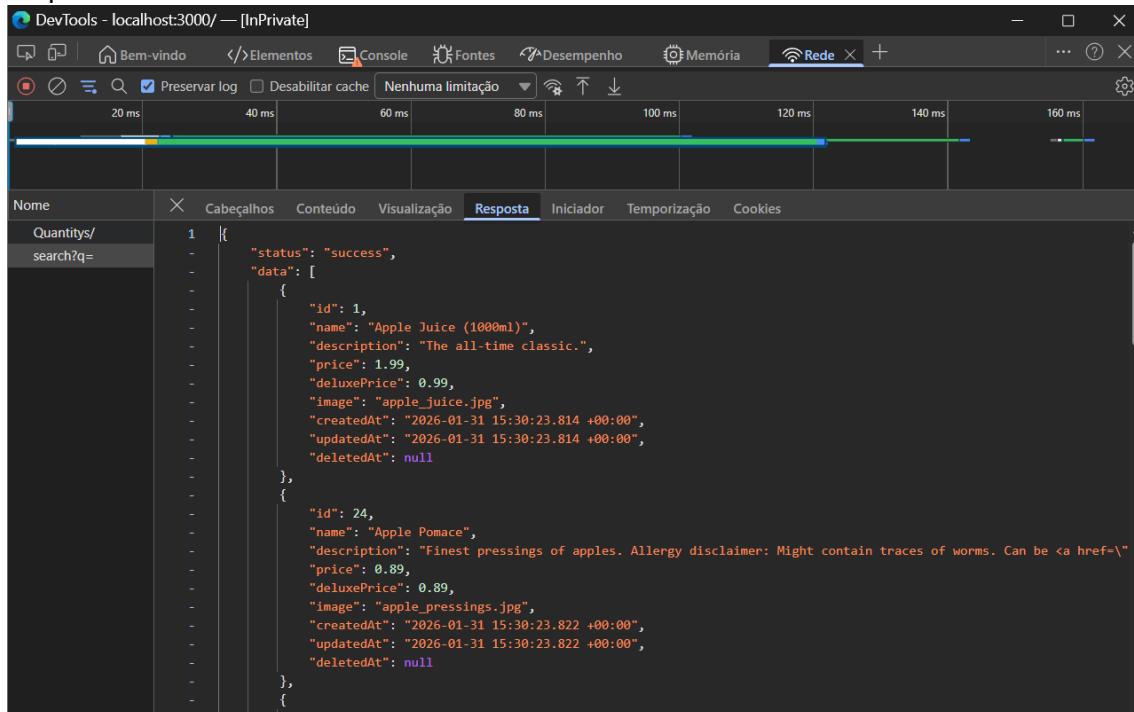 DevTools - localhost:3000/ — [InPrivate]
Bem-vindo </> Elementos Console Fontes Desempenho Memória Rede
Preservar log Desabilitar cache Nenhuma limitação
20 ms 40 ms 60 ms 80 ms 100 ms 120 ms 140 ms 160 ms
Nome Cabeçalhos Conteúdo Visualização Resposta Iniciador Temporização Cookies
Quantitys/
search?q=
1 {
- "status": "success",
- "data": [
- {
- "id": 1,
- "name": "Apple Juice (1000ml)",
- "description": "The all-time classic.",
- "price": 1.99,
- "deluxePrice": 0.99,
- "image": "apple_juice.jpg",
- "createdAt": "2026-01-31 15:30:23.814 +00:00",
- "updatedAt": "2026-01-31 15:30:23.814 +00:00",
- "deletedAt": null
- },
- {
- "id": 24,
- "name": "Apple Pomace",
- "description": "Finest pressings of apples. Allergy disclaimer: Might contain traces of worms. Can be <a href=\"
- "price": 0.89,
- "deluxePrice": 0.89,
- "image": "apple_pressings.jpg",
- "createdAt": "2026-01-31 15:30:23.822 +00:00",
- "updatedAt": "2026-01-31 15:30:23.822 +00:00",
- "deletedAt": null
- },
- {